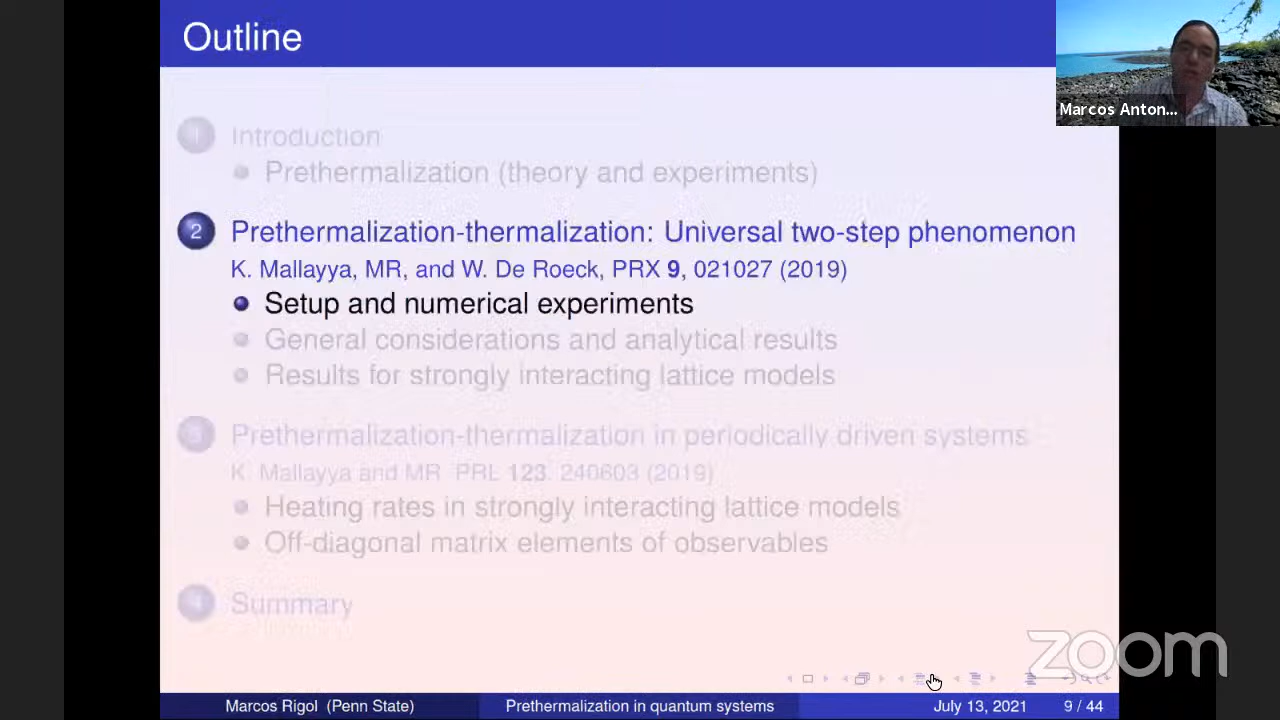 Outline
Marcos Anton...
1 Introduction
Prethermalization (theory and experiments)
2 Prethermalization-thermalization: Universal two-step phenomenon
K. Mallayya, MR, and W. De Roeck, PRX 9, 021027 (2019)
Setup and numerical experiments
General considerations and analytical results
Results for strongly interacting lattice models
3 Prethermalization-thermalization in periodically driven systems
K. Mallayya and MR, PRL 123, 240603 (2019)
Heating rates in strongly interacting lattice models
Off-diagonal matrix elements of observables
4 Summary
zoom
Marcos Rigol (Penn State) Prethermalization in quantum systems July 13, 2021 9 / 44